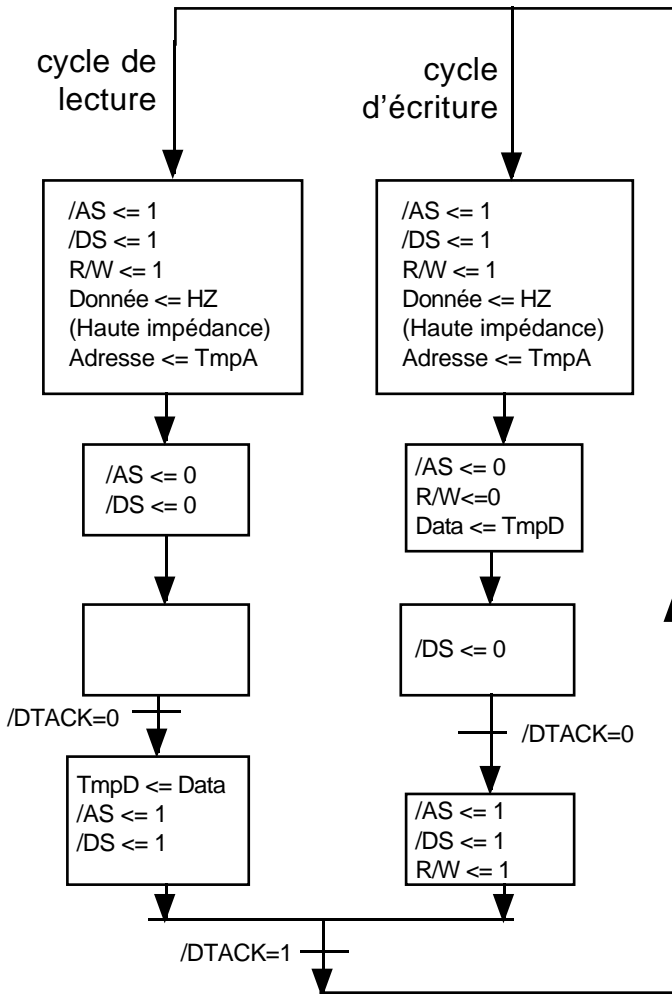 cycle de
lecture
cycle
d'écriture
/AS <= 1
/DS <= 1
R/W <= 1
Donnée <= HZ
(Haute impédance)
Adresse <= TmpA
/AS <= 1
/DS <= 1
R/W <= 1
Donnée <= HZ
(Haute impédance)
Adresse <= TmpA
/AS <= 0
/DS <= 0
/AS <= 0
R/W<=0
Data <= TmpD
/DS <= 0
/DTACK=0
/DTACK=0
TmpD <= Data
/AS <= 1
/DS <= 1
/AS <= 1
/DS <= 1
R/W <= 1
/DTACK=1